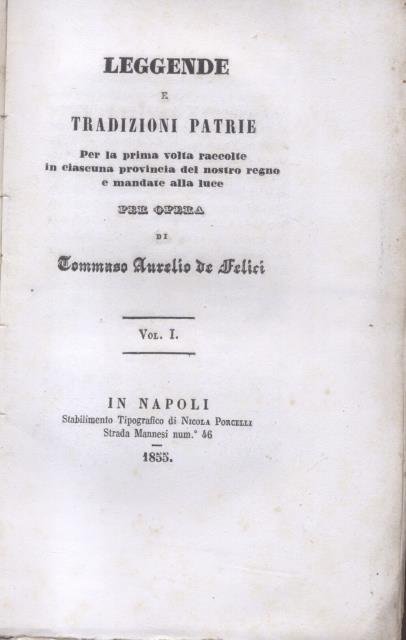 LEGGENDE
E
TRADIZIONI PATRIE
Per la prima volta raccolte
in ciascuna provincia del nostro regno
e mandate alla luce
PER OPERA
DI
Tommaso Aurelio de Felici
VOL. I.
IN NAPOLI
Stabilimento Tipografico di NICOLA PORCELLI
Strada Mannesi num.° 46
1855.